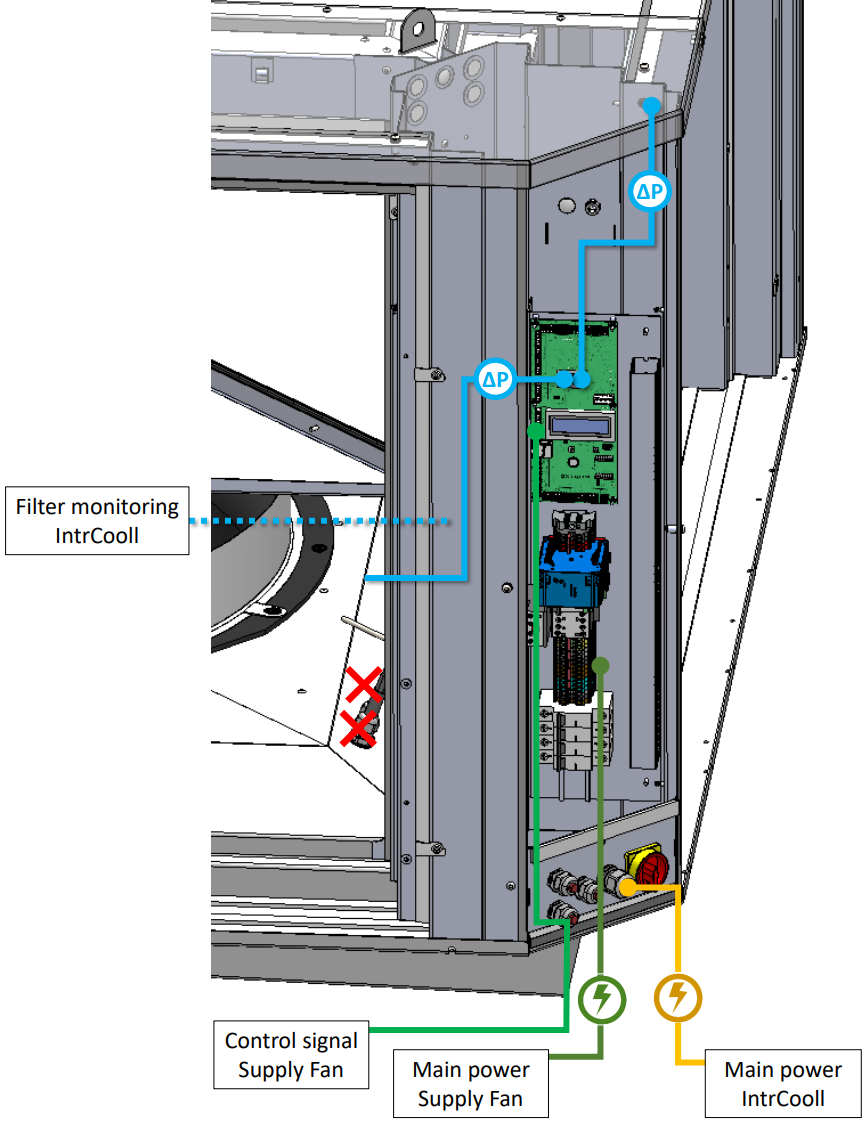 ΔP
ΔP
Filter monitoring
IntrCooll
Control signal
Supply Fan
Main power
Supply Fan
Main power
IntrCooll